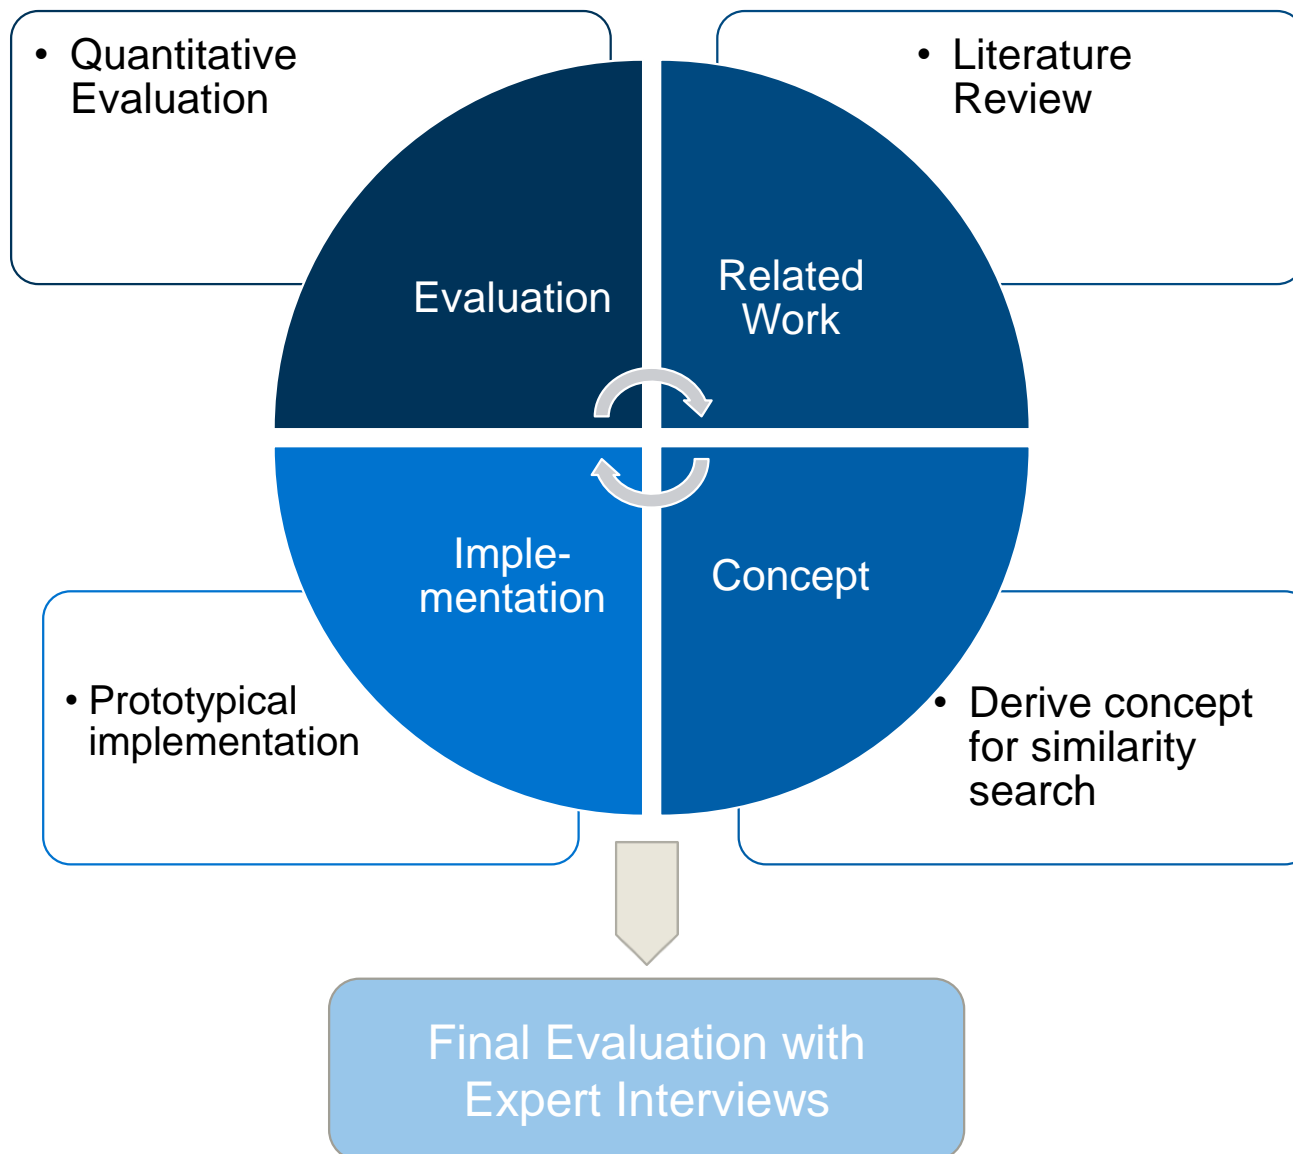 • Quantitative
Evaluation
• Literature
Review
Evaluation
Related
Work
Imple-
mentation
Concept
• Prototypical
implementation
• Derive concept
for similarity
search
Final Evaluation with
Expert Interviews